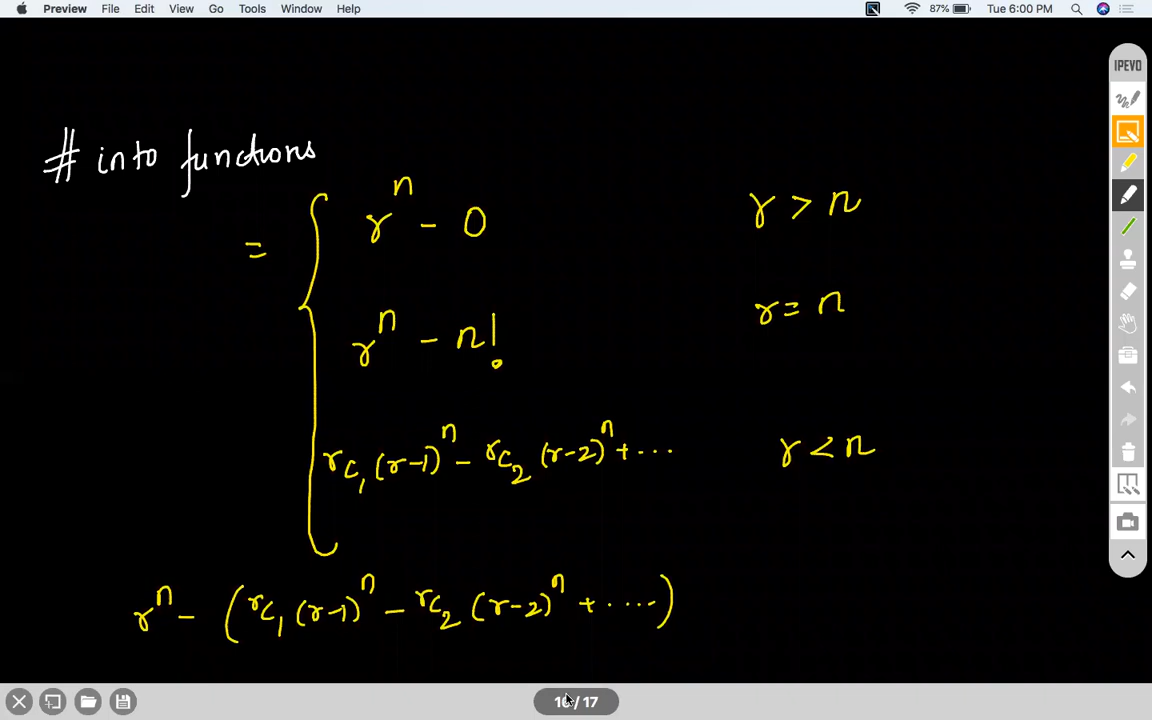 Preview File Edit View Go Tools Window Help 87% Tue 6:00 PM
IPEVO
# into functions
= { r^n - 0 r > n
r^n - n! r = n
rC₁(r-1)^n - rC₂(r-2)^n + ... r < n
r^n - (rC₁(r-1)^n - rC₂(r-2)^n + ....)
16/17